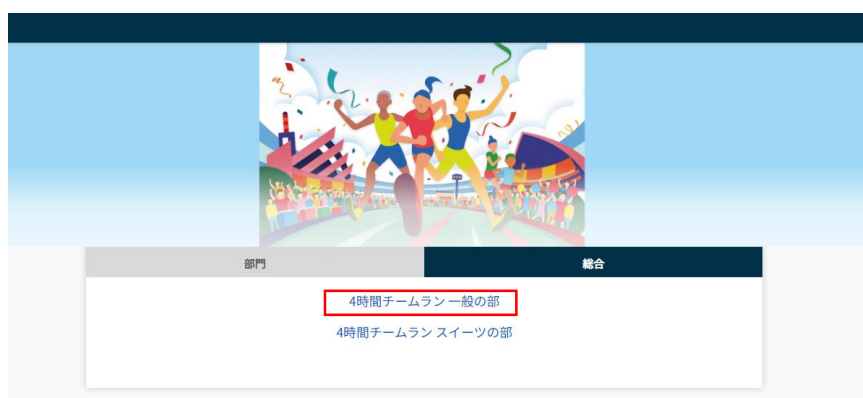 部門
総合
4時間チームラン 一般の部
4時間チームラン スイーツの部